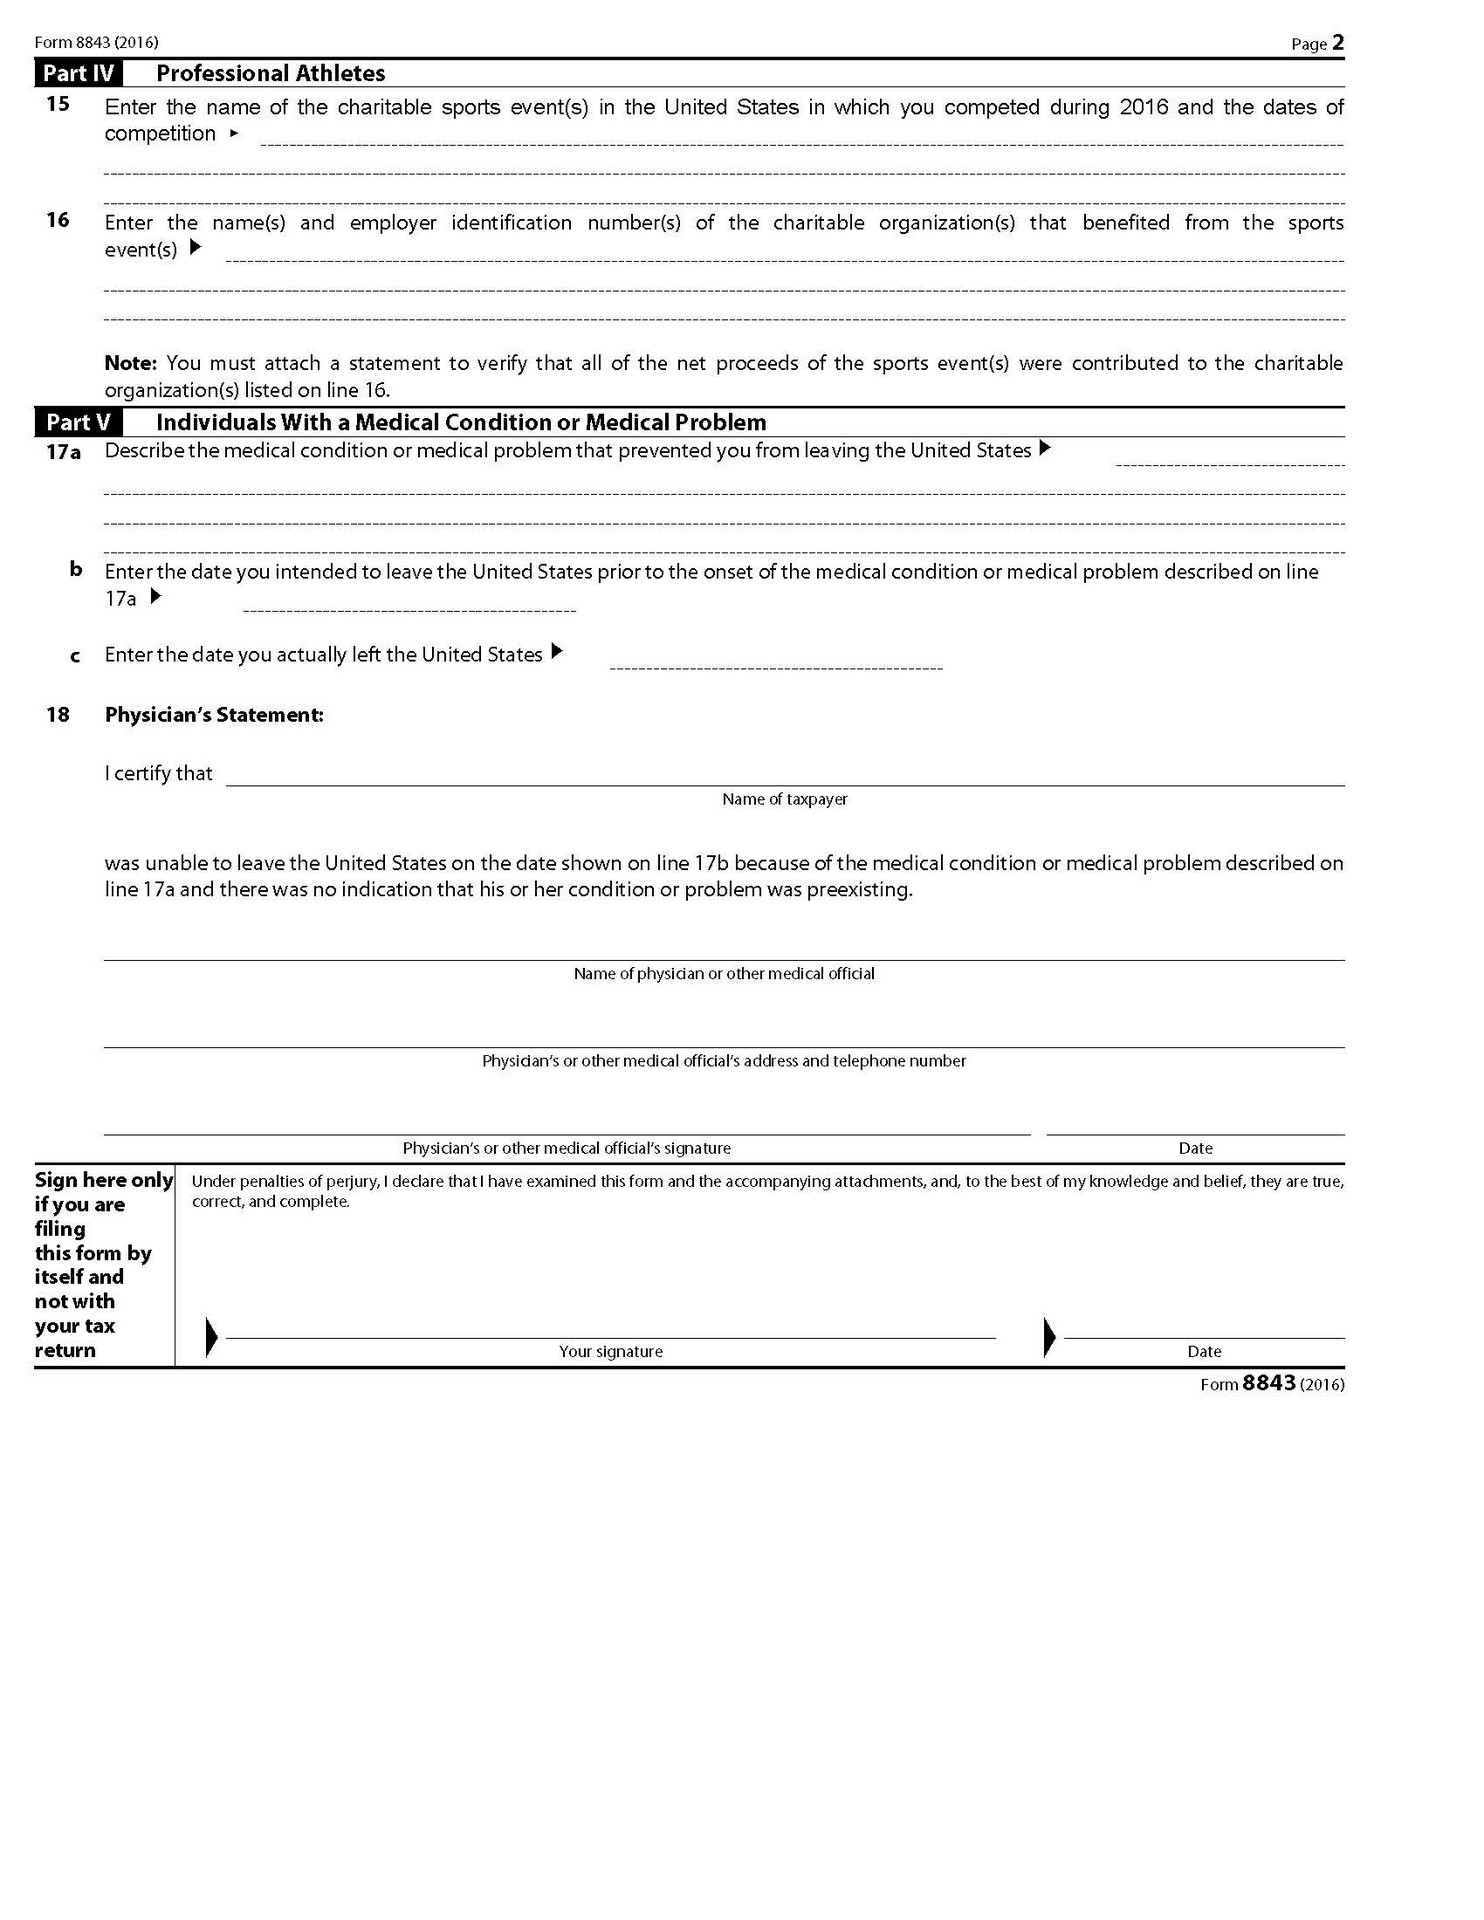 Form 8843 (2016) Page 2
Part IV Professional Athletes
15 Enter the name of the charitable sports event(s) in the United States in which you competed during 2016 and the dates of
competition ▸
16 Enter the name(s) and employer identification number(s) of the charitable organization(s) that benefited from the sports
event(s) ▶
Note: You must attach a statement to verify that all of the net proceeds of the sports event(s) were contributed to the charitable
organization(s) listed on line 16.
Part V Individuals With a Medical Condition or Medical Problem
17a Describe the medical condition or medical problem that prevented you from leaving the United States ▶
b Enter the date you intended to leave the United States prior to the onset of the medical condition or medical problem described on line
17a ▶
c Enter the date you actually left the United States ▶
18 Physician's Statement:
I certify that
Name of taxpayer
was unable to leave the United States on the date shown on line 17b because of the medical condition or medical problem described on
line 17a and there was no indication that his or her condition or problem was preexisting.
Name of physician or other medical official
Physician's or other medical official's address and telephone number
Physician's or other medical official's signature Date
Sign here only
if you are
filing
this form by
itself and
not with
your tax
return
Under penalties of perjury, I declare that I have examined this form and the accompanying attachments, and, to the best of my knowledge and belief, they are true,
correct, and complete.
Your signature Date
Form 8843 (2016)